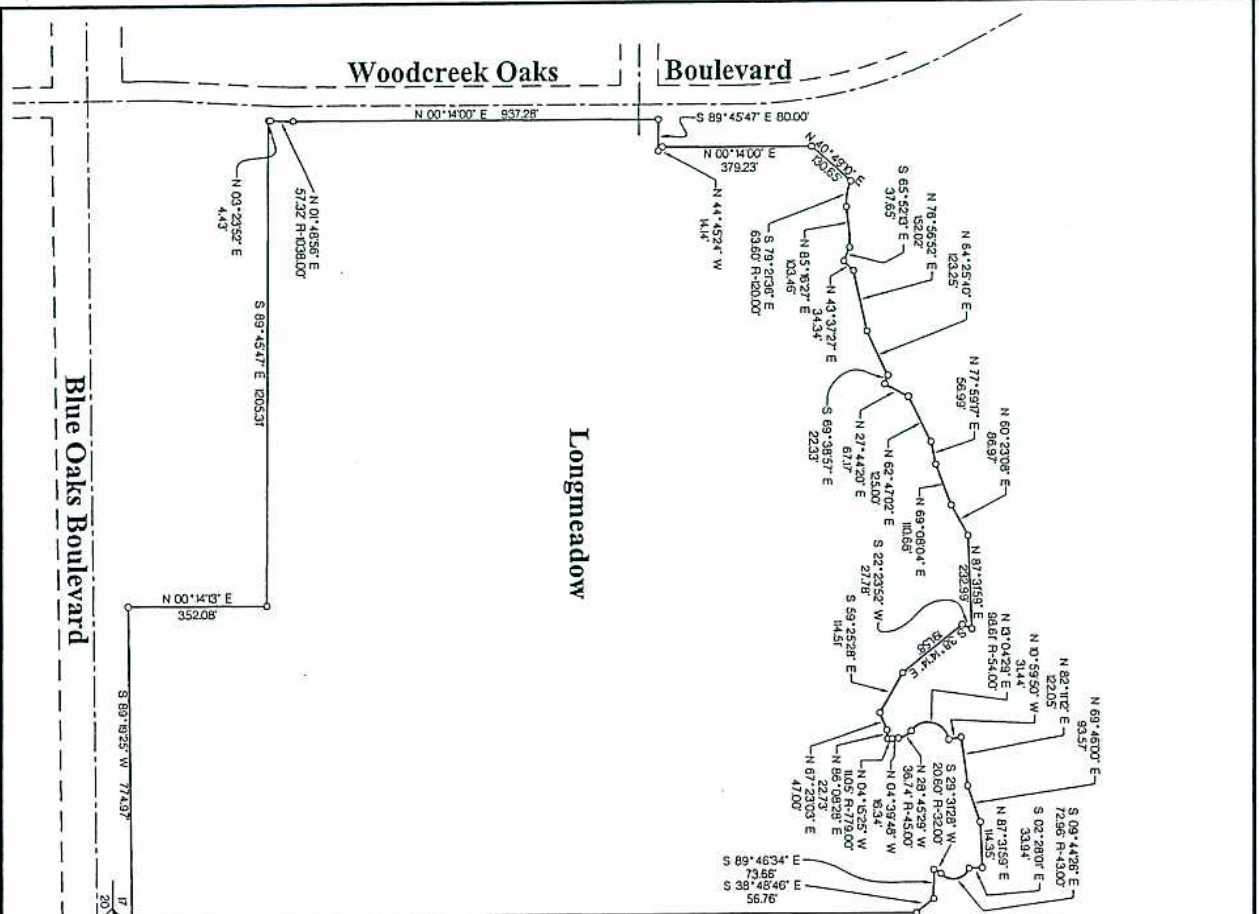 Woodcreek Oaks Boulevard
N 00°14'00" E 937.28'
S 89°45'47" E 80.00'
N 00°14'00" E
379.23'
N 44°45'24" W
14.14'
N 40°49'10" E
130.65'
S 65°52'13" E
37.65'
N 76°56'52" E
152.02'
N 64°25'40" E
123.25'
S 79°21'36" E
63.60' R=120.00'
N 85°16'27" E
103.46'
N 43°37'27" E
34.34'
N 03°23'52" E
4.43'
N 01°48'56" E
57.32' R=1038.00'
S 89°45'47" E 1205.31'
S 69°38'57" E
22.33'
N 27°44'20" E
67.17'
N 62°47'02" E
125.00'
N 69°08'04" E
110.68'
N 77°59'17" E
56.99'
N 60°23'08" E
86.97'
N 87°31'59" E
232.99'
Longmeadow
Blue Oaks Boulevard
N 00°14'13" E
352.08'
S 89°19'25" W 774.97'
S 22°23'52" W
27.78'
S 38°14'14" E
191.58'
S 59°25'28" E
114.51'
N 13°04'29" E
98.61' R=54.00'
N 10°59'50" W
31.44'
N 82°11'12" E
122.05'
N 69°46'00" E
93.57'
N 67°23'03" E
47.00'
N 86°08'28" E
22.73'
N 04°15'25" W
11.05' R=779.00'
N 04°39'48" W
16.34'
N 28°45'29" W
36.74' R=45.00'
S 29°31'28" W
20.60' R=32.00'
N 87°31'59" E
114.35'
S 02°28'01" E
33.94'
S 09°44'26" E
72.96' R=43.00'
S 89°46'34" E
73.66'
S 38°48'46" E
56.76'
17
20